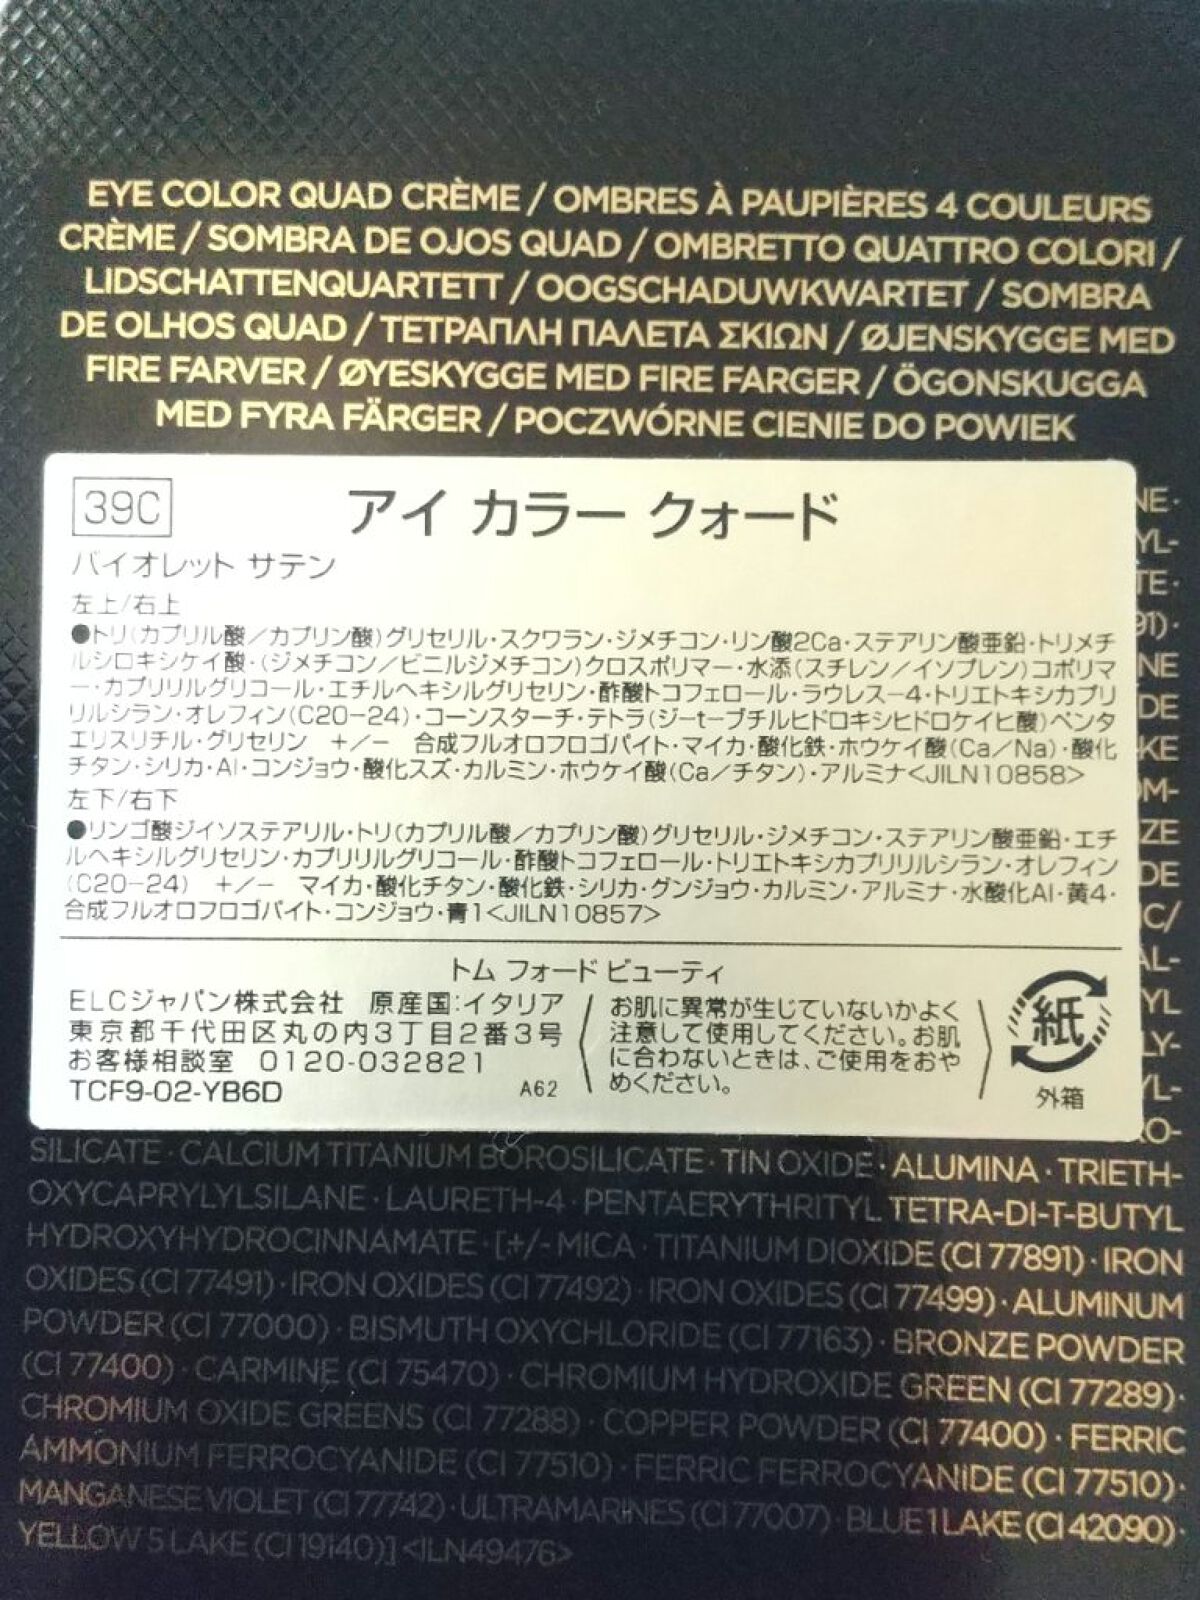 EYE COLOR QUAD CRÈME / OMBRES À PAUPIÈRES 4 COULEURS
CRÈME / SOMBRA DE OJOS QUAD / OMBRETTO QUATTRO COLORI /
LIDSCHATTENQUARTETT / OOGSCHADUWKWARTET / SOMBRA
DE OLHOS QUAD / ΤΕΤΡΑΠΛΗ ΠΑΛΕΤΑ ΣΚΙΩΝ / ØJENSKYGGE MED
FIRE FARVER / ØYESKYGGE MED FIRE FARGER / ÖGONSKUGGA
MED FYRA FÄRGER / POCZWÓRNE CIENIE DO POWIEK
39C アイ カラー クォード
バイオレット サテン
左上/右上
●トリ(カプリル酸/カプリン酸)グリセリル・スクワラン・ジメチコン・リン酸2Ca・ステアリン酸亜鉛・トリメチ
ルシロキシケイ酸・(ジメチコン/ビニルジメチコン)クロスポリマー・水添(スチレン/イソプレン)コポリマ
ー・カプリリルグリコール・エチルヘキシルグリセリン・酢酸トコフェロール・ラウレス-4・トリエトキシカプリ
リルシラン・オレフィン(C20-24)・コーンスターチ・テトラ(ジ-t-ブチルヒドロキシヒドロケイヒ酸)ペンタ
エリスリチル・グリセリン +/- 合成フルオロフロゴパイト・マイカ・酸化鉄・ホウケイ酸(Ca/Na)・酸化
チタン・シリカ・Al・コンジョウ・酸化スズ・カルミン・ホウケイ酸(Ca/チタン)・アルミナ<JILN10858>
左下/右下
●リンゴ酸ジイソステアリル・トリ(カプリル酸/カプリン酸)グリセリル・ジメチコン・ステアリン酸亜鉛・エチ
ルヘキシルグリセリン・カプリリルグリコール・酢酸トコフェロール・トリエトキシカプリリルシラン・オレフィン
(C20-24) +/- マイカ・酸化チタン・酸化鉄・シリカ・グンジョウ・カルミン・アルミナ・水酸化Al・黄4・
合成フルオロフロゴパイト・コンジョウ・青1<JILN10857>
トム フォード ビューティ
ELCジャパン株式会社 原産国:イタリア
東京都千代田区丸の内3丁目2番3号
お客様相談室 0120-032821
TCF9-02-YB6D A62
お肌に異常が生じていないかよく
注意して使用してください。お肌
に合わないときは、ご使用をおや
めください。
紙
外箱
SILICATE · CALCIUM TITANIUM BOROSILICATE · TIN OXIDE · ALUMINA · TRIETH-
OXYCAPRYLYLSILANE · LAURETH-4 · PENTAERYTHRITYL TETRA-DI-T-BUTYL
HYDROXYHYDROCINNAMATE · [+/- MICA · TITANIUM DIOXIDE (CI 77891) · IRON
OXIDES (CI 77491) · IRON OXIDES (CI 77492) · IRON OXIDES (CI 77499) · ALUMINUM
POWDER (CI 77000) · BISMUTH OXYCHLORIDE (CI 77163) · BRONZE POWDER
(CI 77400) · CARMINE (CI 75470) · CHROMIUM HYDROXIDE GREEN (CI 77289) ·
CHROMIUM OXIDE GREENS (CI 77288) · COPPER POWDER (CI 77400) · FERRIC
AMMONIUM FERROCYANIDE (CI 77510) · FERRIC FERROCYANIDE (CI 77510) ·
MANGANESE VIOLET (CI 77742) · ULTRAMARINES (CI 77007) · BLUE 1 LAKE (CI 42090) ·
YELLOW 5 LAKE (CI 19140)] <ILN49476>